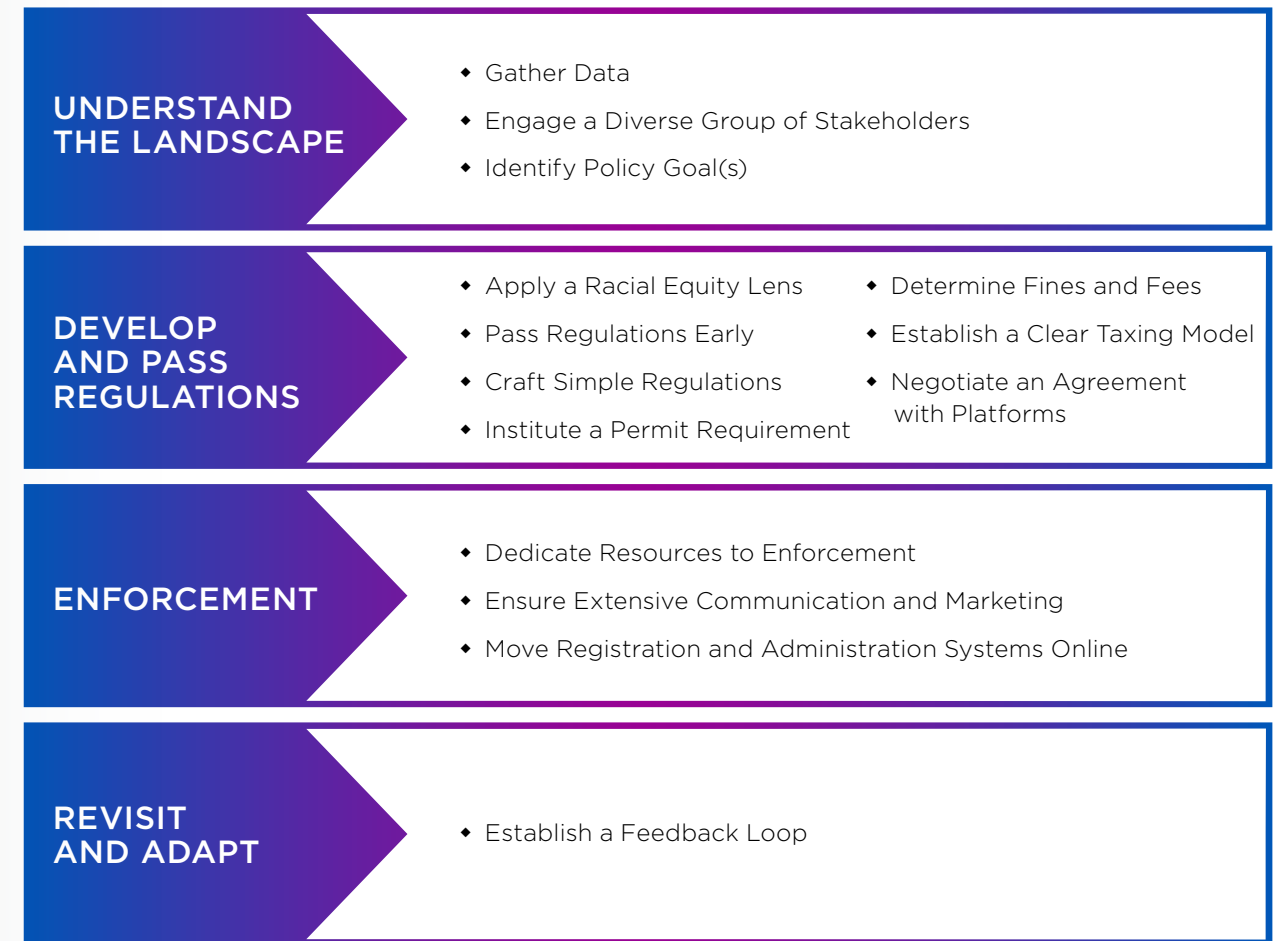 UNDERSTAND
THE LANDSCAPE
◆ Gather Data
◆ Engage a Diverse Group of Stakeholders
◆ Identify Policy Goal(s)
DEVELOP
AND PASS
REGULATIONS
◆ Apply a Racial Equity Lens
◆ Pass Regulations Early
◆ Craft Simple Regulations
◆ Institute a Permit Requirement
◆ Determine Fines and Fees
◆ Establish a Clear Taxing Model
◆ Negotiate an Agreement
with Platforms
ENFORCEMENT
◆ Dedicate Resources to Enforcement
◆ Ensure Extensive Communication and Marketing
◆ Move Registration and Administration Systems Online
REVISIT
AND ADAPT
◆ Establish a Feedback Loop